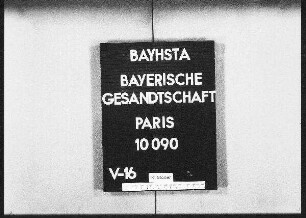 BAYHSTA
BAYERISCHE
GESANDTSCHAFT
PARIS
10 090
V-16